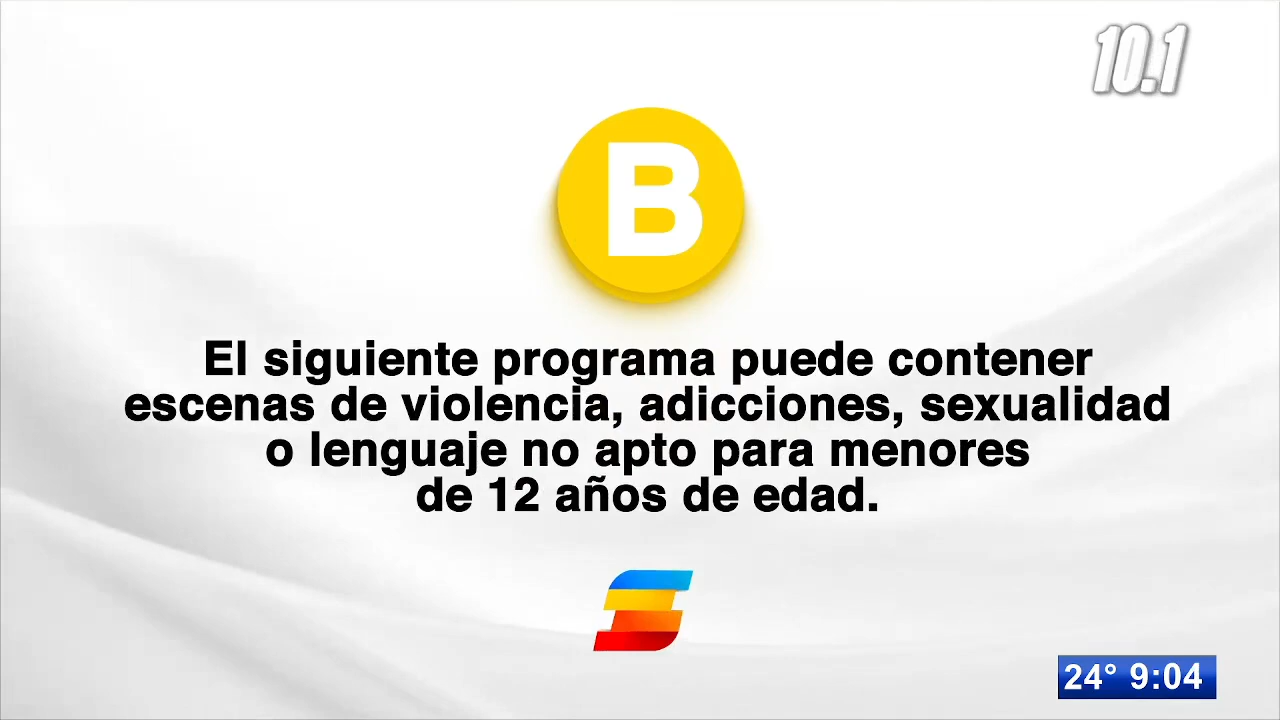 10.1
B
El siguiente programa puede contener
escenas de violencia, adicciones, sexualidad
o lenguaje no apto para menores
de 12 años de edad.
24° 9:04